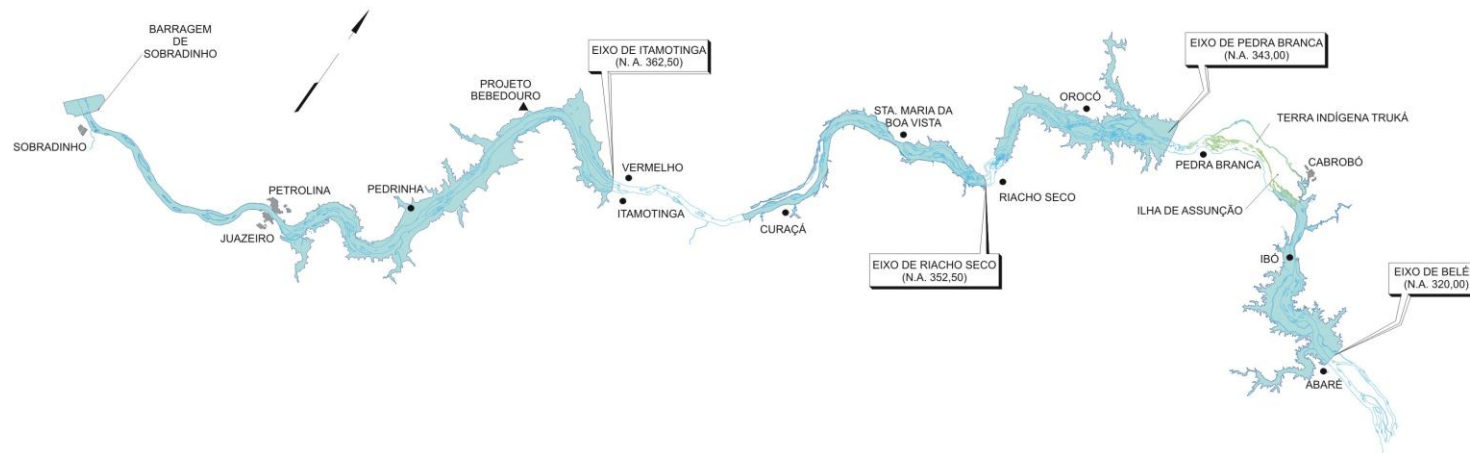 BARRAGEM
DE
SOBRADINHO
SOBRADINHO
PETROLINA
JUAZEIRO
PEDRINHA
PROJETO
BEBEDOURO
EIXO DE ITAMOTINGA
(N. A. 362,50)
VERMELHO
ITAMOTINGA
CURAÇÁ
STA. MARIA DA
BOA VISTA
EIXO DE RIACHO SECO
(N.A. 352,50)
RIACHO SECO
OROCÓ
EIXO DE PEDRA BRANCA
(N.A. 343,00)
PEDRA BRANCA
TERRA INDÍGENA TRUKÁ
CABROBÓ
ILHA DE ASSUNÇÃO
IBÓ
EIXO DE BELÉ
(N.A. 320,00)
ABARÉ